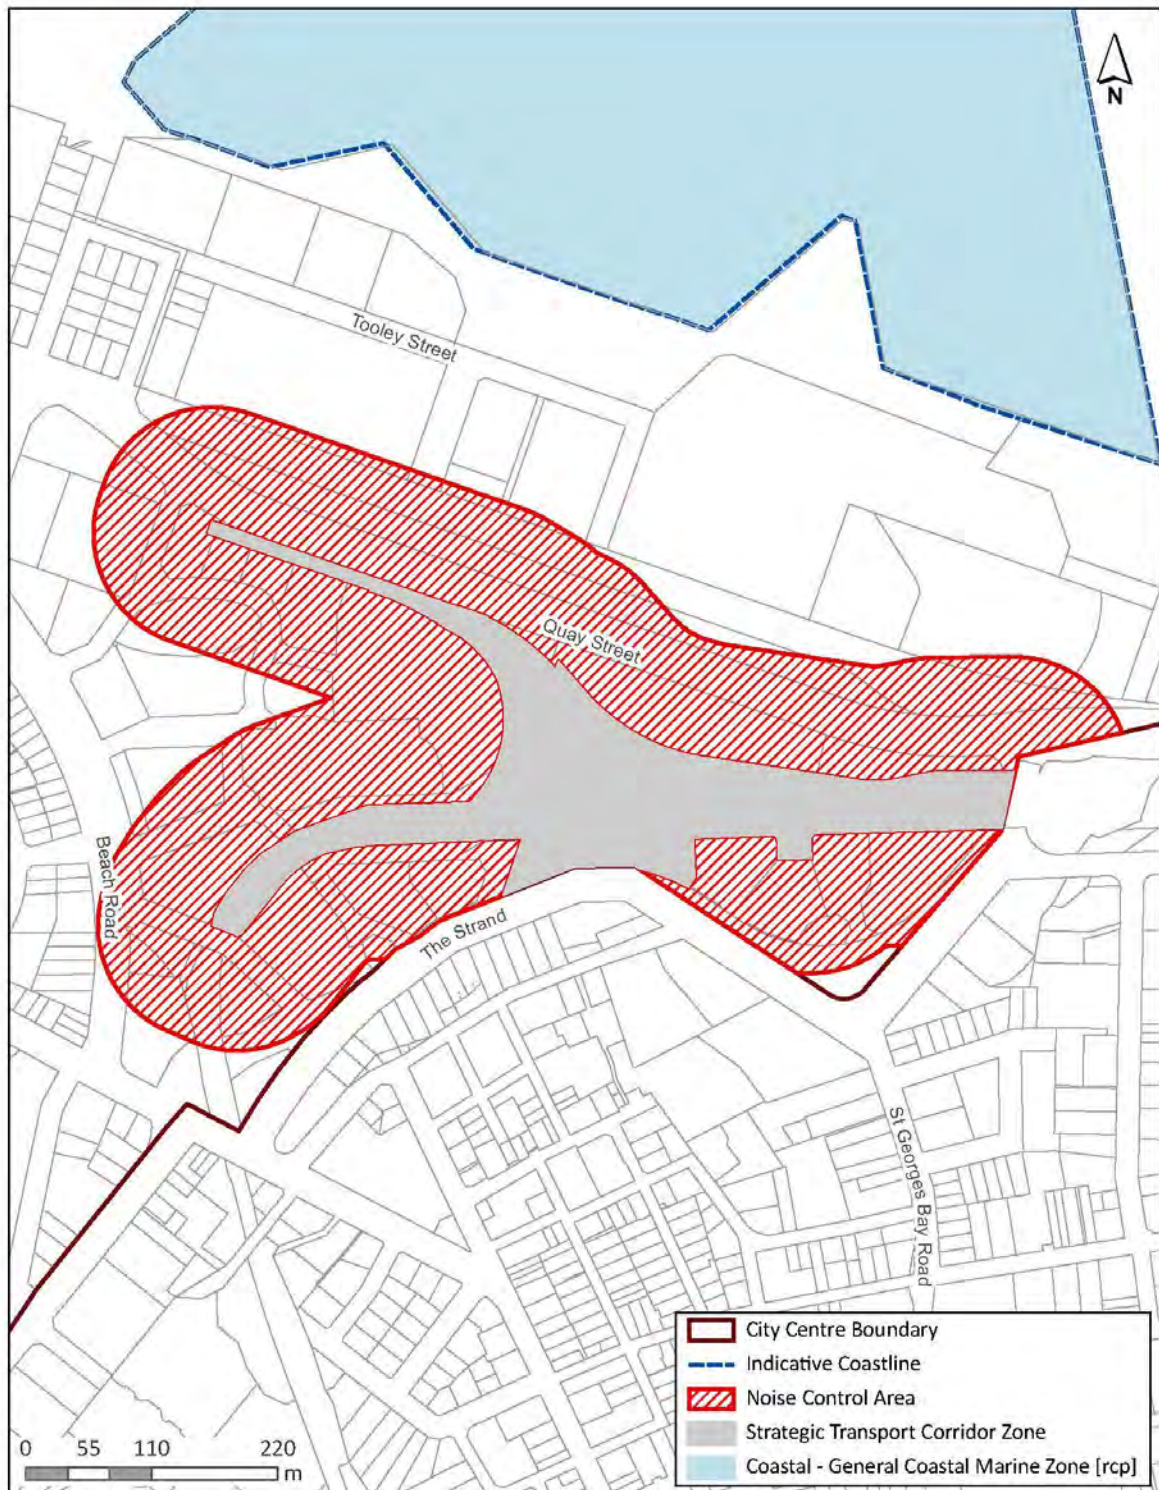 N
Tooley Street
Quay Street
Beach Road
The Strand
St Georges Bay Road
City Centre Boundary
Indicative Coastline
Noise Control Area
Strategic Transport Corridor Zone
Coastal - General Coastal Marine Zone [rcp]
0 55 110 220
m